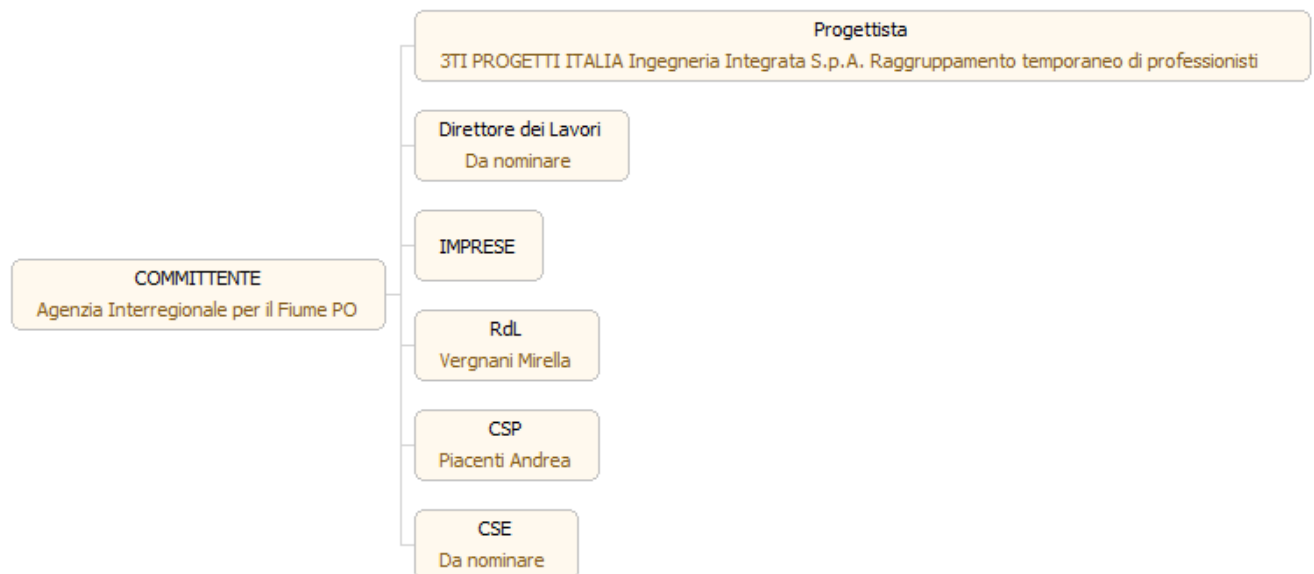 Progettista
3TI PROGETTI ITALIA Ingegneria Integrata S.p.A. Raggruppamento temporaneo di professionisti
Direttore dei Lavori
Da nominare
IMPRESE
COMMITTENTE
Agenzia Interregionale per il Fiume PO
RdL
Vergnani Mirella
CSP
Piacenti Andrea
CSE
Da nominare